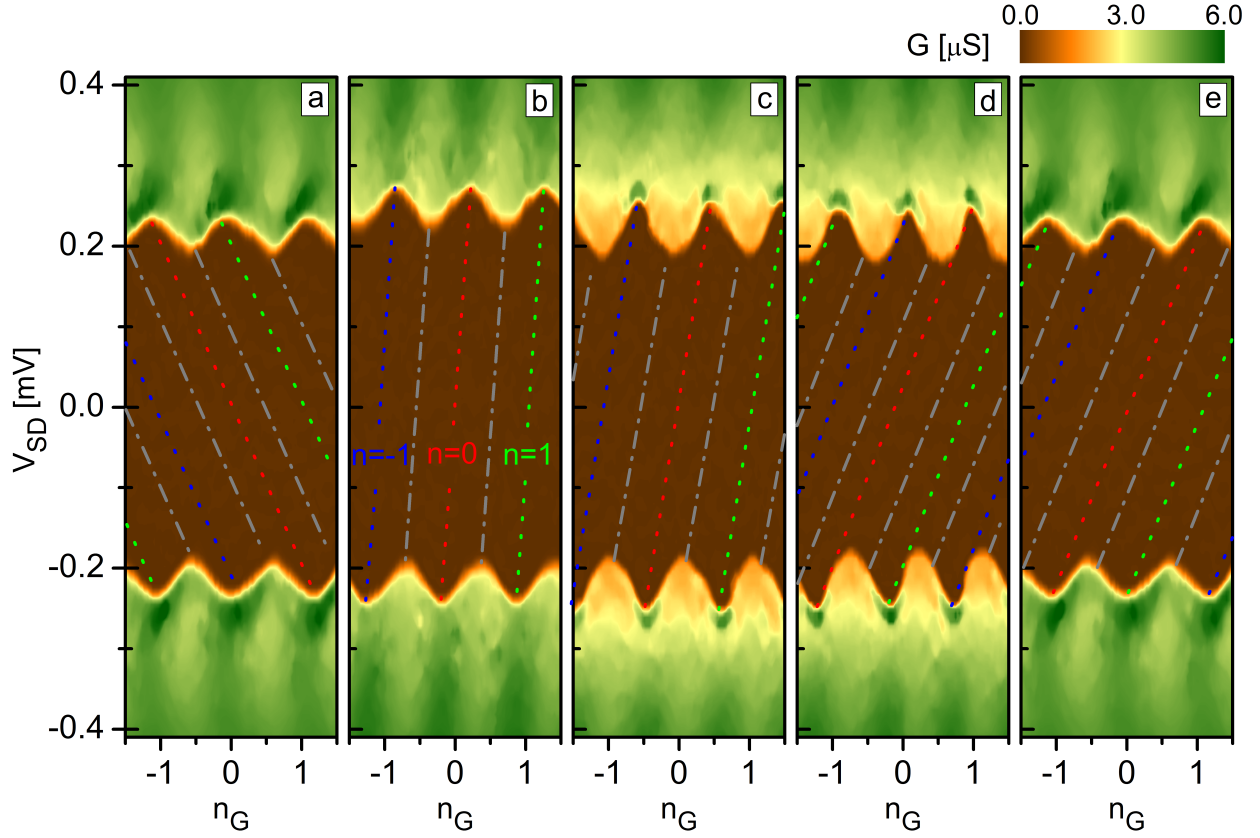 0.0 3.0 6.0
G [μS]
a b c d e
0.4
0.2
0.0
-0.2
-0.4
V_SD [mV]
n=-1 n=0 n=1
-1 0 1 -1 0 1 -1 0 1 -1 0 1 -1 0 1
n_G n_G n_G n_G n_G